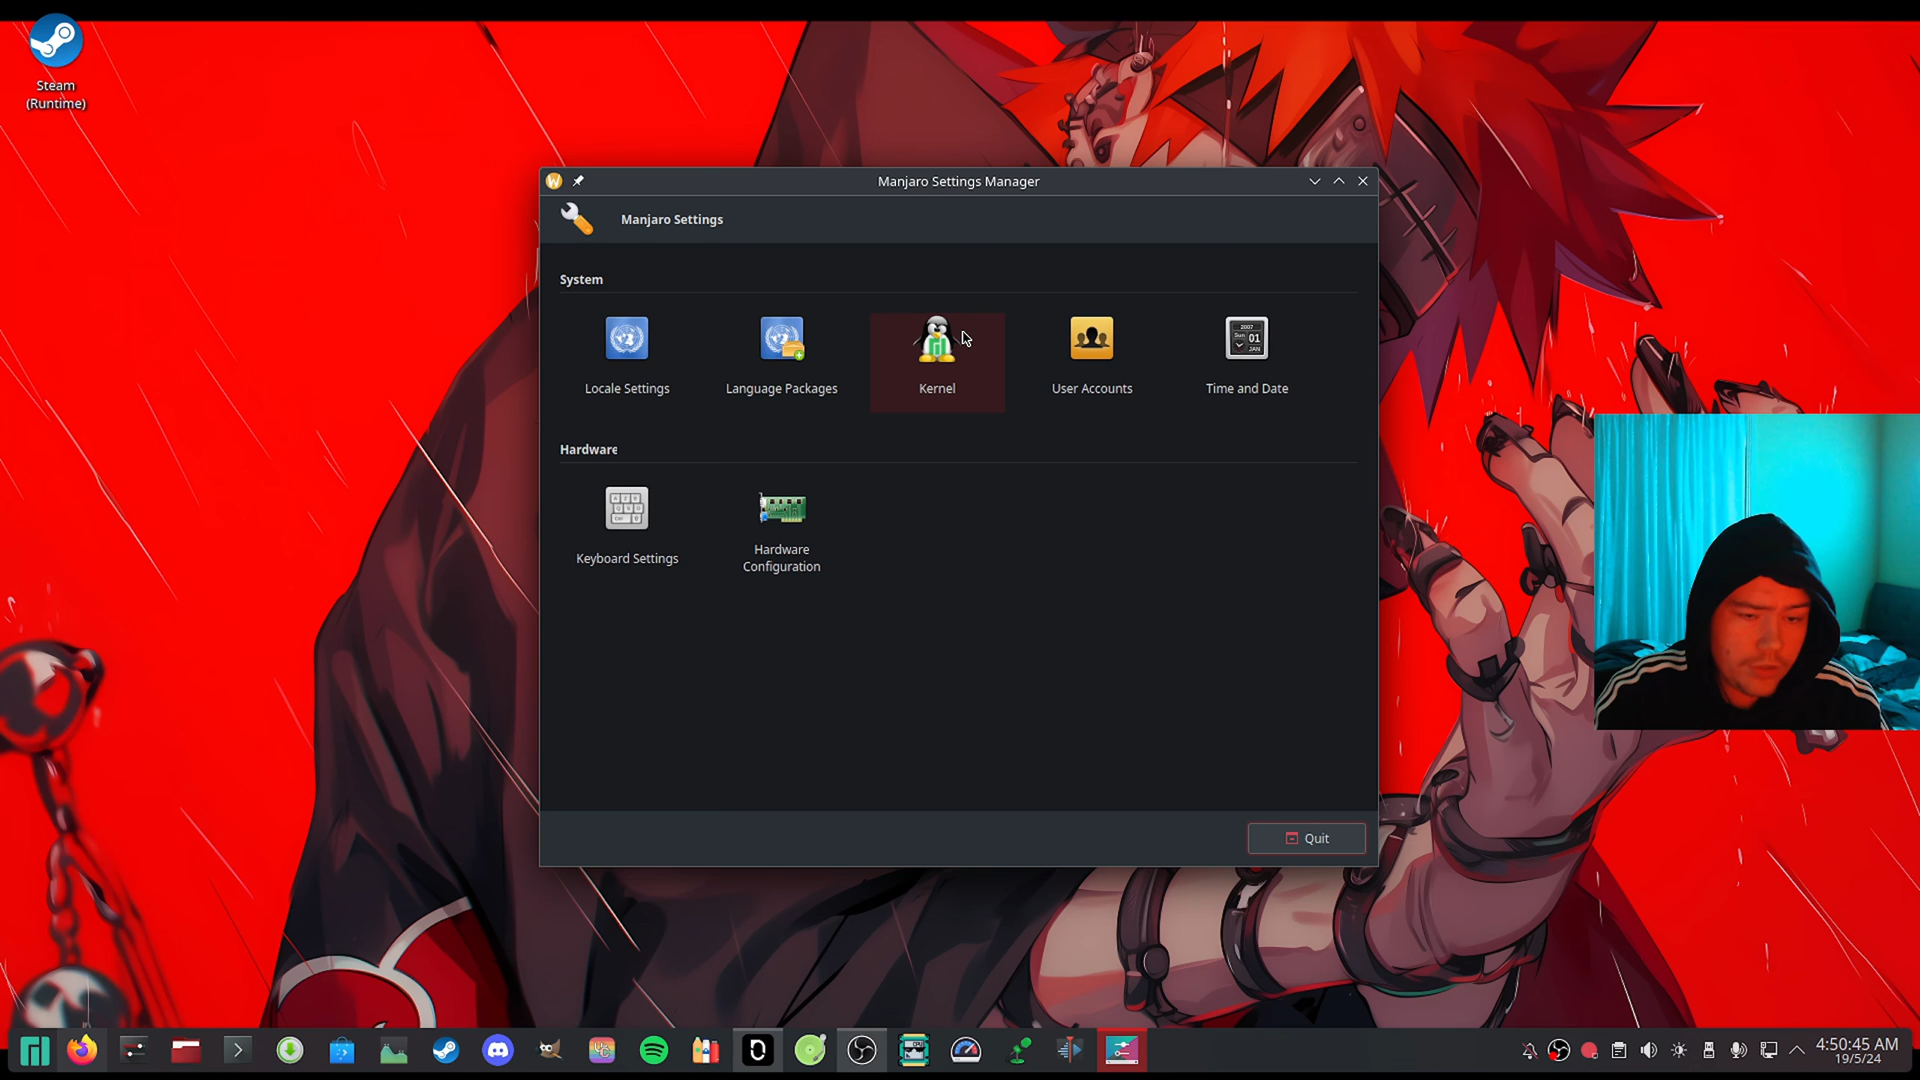 Steam
(Runtime)
Manjaro Settings Manager
Manjaro Settings
System
Locale Settings
Language Packages
Kernel
User Accounts
Time and Date
Hardware
Keyboard Settings
Hardware
Configuration
Quit
4:50:45 AM
19/5/24